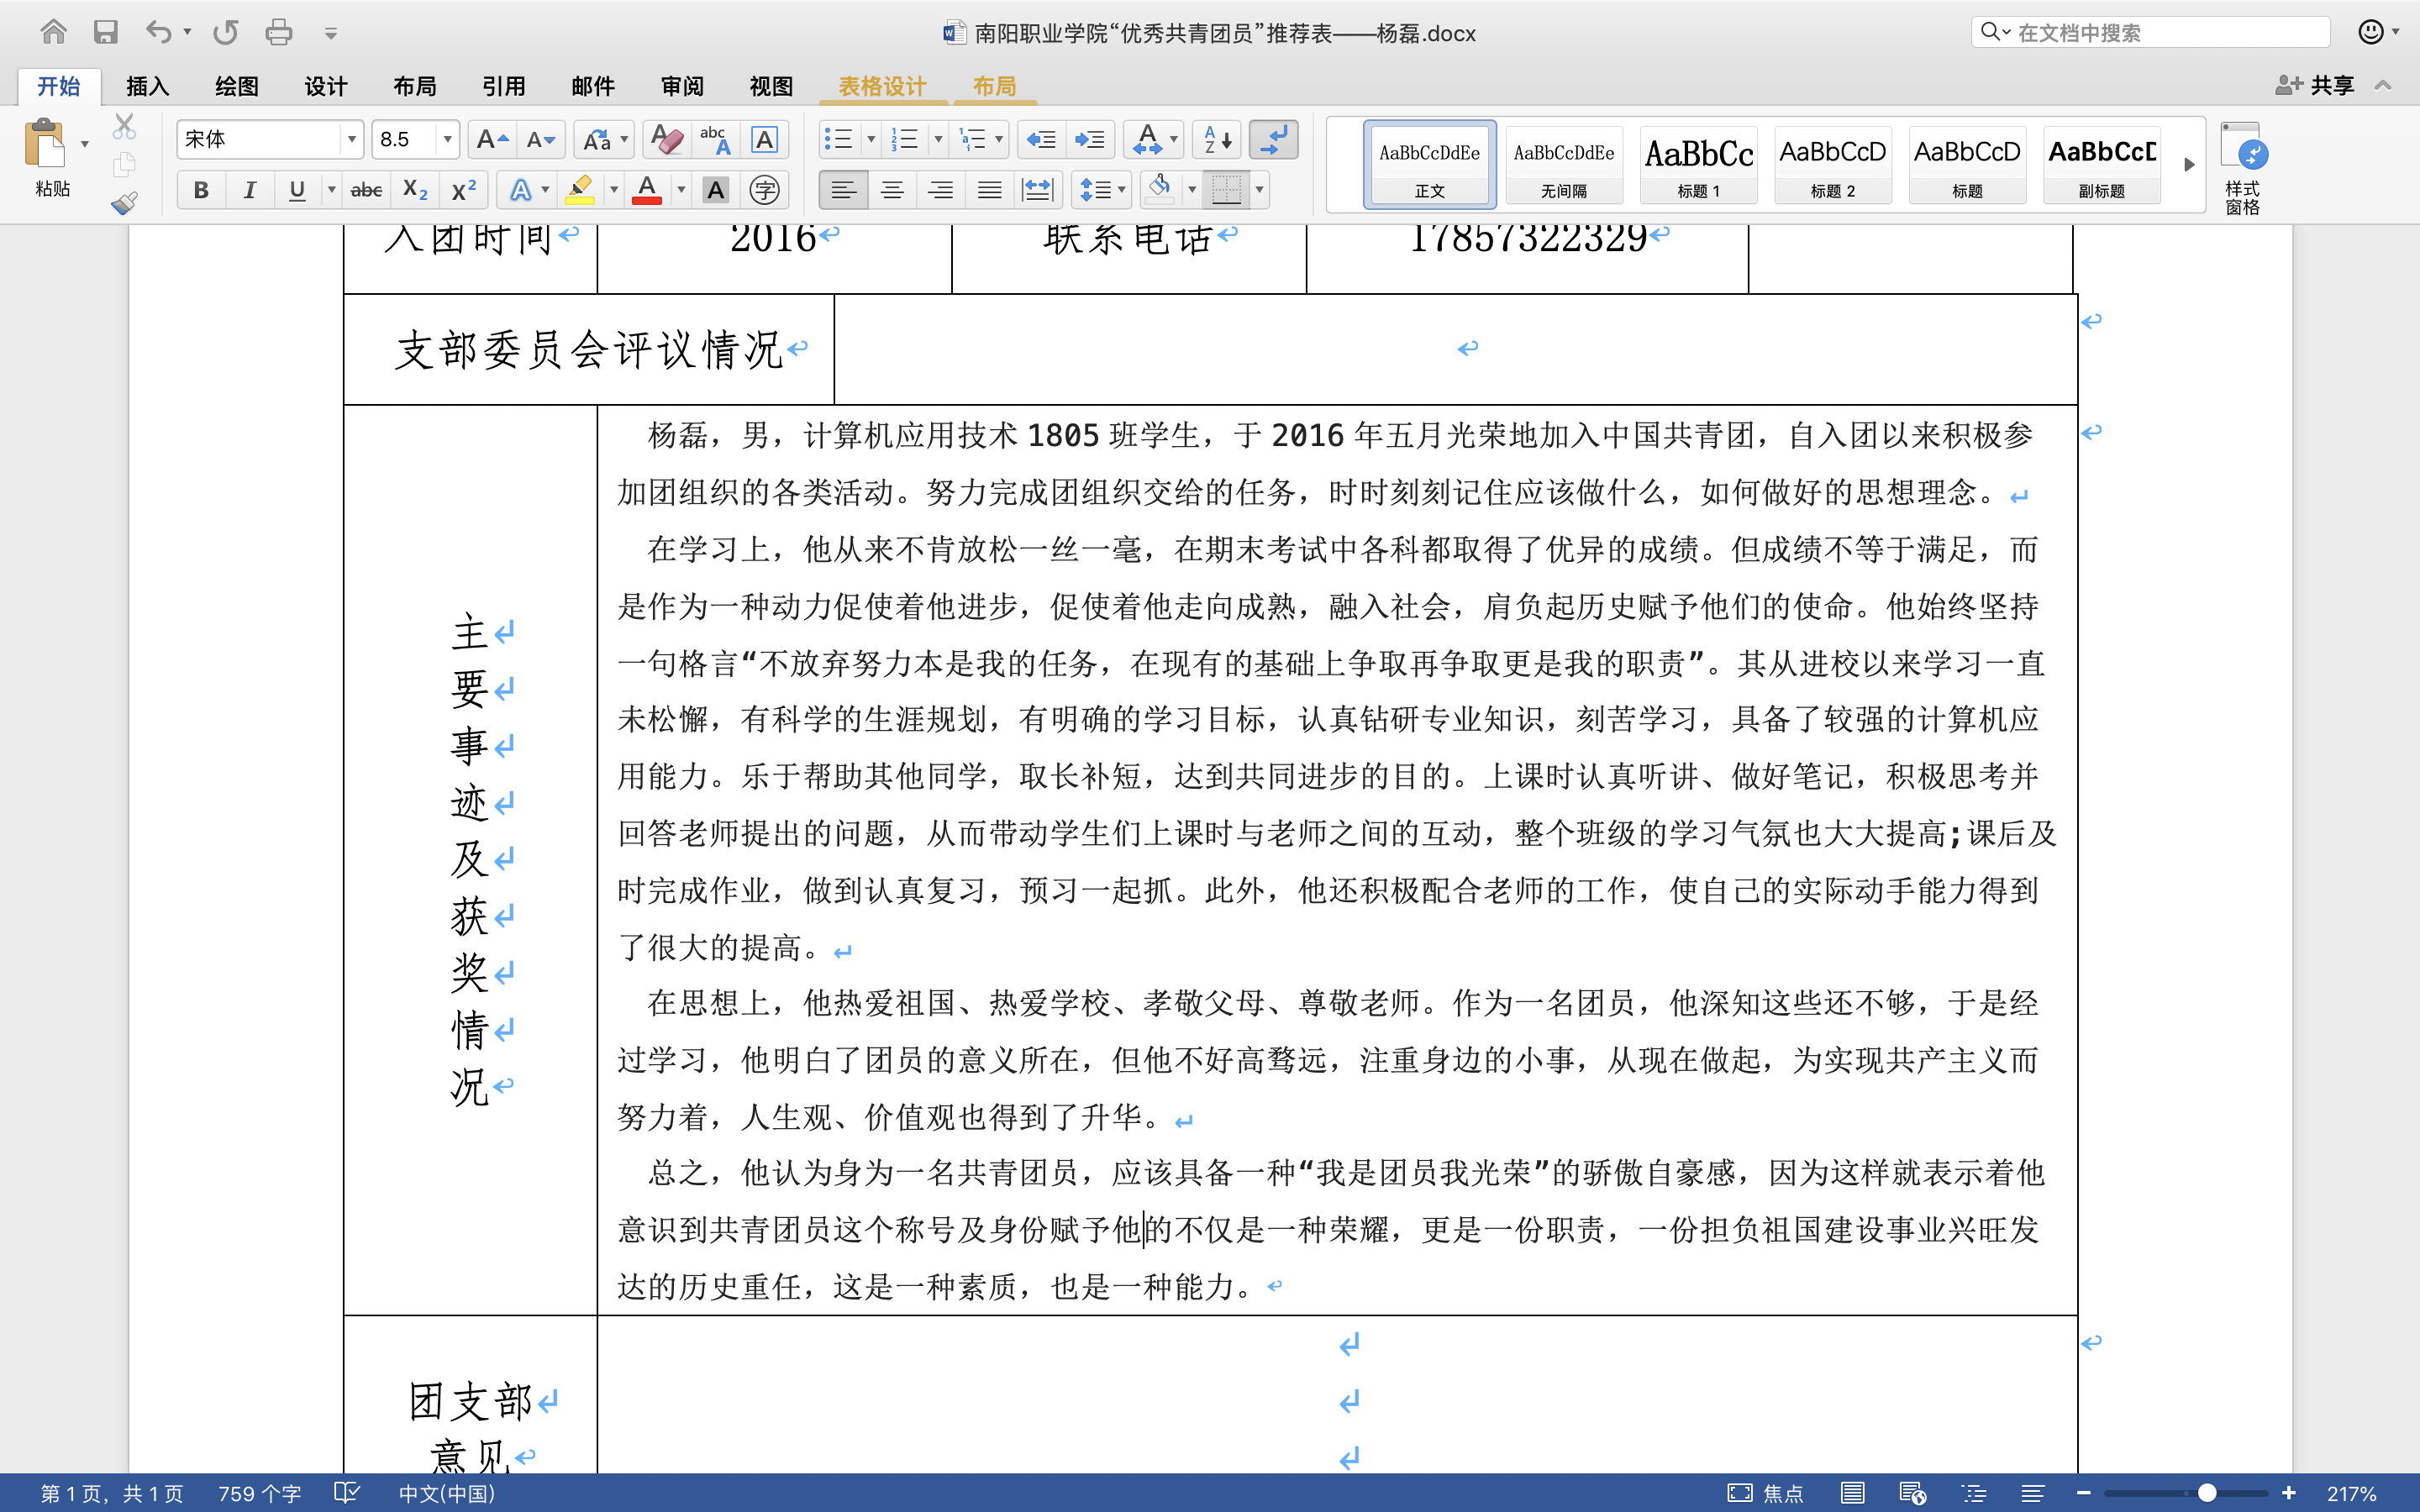 南阳职业学院“优秀共青团员”推荐表——杨磊.docx
在文档中搜索
开始 插入 绘图 设计 布局 引用 邮件 审阅 视图 表格设计 布局 共享
粘贴 宋体 8.5
AaBbCcDdEe AaBbCcDdEe AaBbCc AaBbCcD AaBbCcD AaBbCcD
正文 无间隔 标题 1 标题 2 标题 副标题
样式
窗格
入团时间 2016 联系电话 17857322329
支部委员会评议情况
主
要
事
迹
及
获
奖
情
况
杨磊，男，计算机应用技术 1805 班学生，于 2016 年五月光荣地加入中国共青团，自入团以来积极参
加团组织的各类活动。努力完成团组织交给的任务，时时刻刻记住应该做什么，如何做好的思想理念。
在学习上，他从来不肯放松一丝一毫，在期末考试中各科都取得了优异的成绩。但成绩不等于满足，而
是作为一种动力促使着他进步，促使着他走向成熟，融入社会，肩负起历史赋予他们的使命。他始终坚持
一句格言“不放弃努力本是我的任务，在现有的基础上争取再争取更是我的职责”。其从进校以来学习一直
未松懈，有科学的生涯规划，有明确的学习目标，认真钻研专业知识，刻苦学习，具备了较强的计算机应
用能力。乐于帮助其他同学，取长补短，达到共同进步的目的。上课时认真听讲、做好笔记，积极思考并
回答老师提出的问题，从而带动学生们上课时与老师之间的互动，整个班级的学习气氛也大大提高;课后及
时完成作业，做到认真复习，预习一起抓。此外，他还积极配合老师的工作，使自己的实际动手能力得到
了很大的提高。
在思想上，他热爱祖国、热爱学校、孝敬父母、尊敬老师。作为一名团员，他深知这些还不够，于是经
过学习，他明白了团员的意义所在，但他不好高骛远，注重身边的小事，从现在做起，为实现共产主义而
努力着，人生观、价值观也得到了升华。
总之，他认为身为一名共青团员，应该具备一种“我是团员我光荣”的骄傲自豪感，因为这样就表示着他
意识到共青团员这个称号及身份赋予他的不仅是一种荣耀，更是一份职责，一份担负祖国建设事业兴旺发
达的历史重任，这是一种素质，也是一种能力。
团支部
意见
第 1 页，共 1 页 759 个字 中文(中国) 焦点 217%